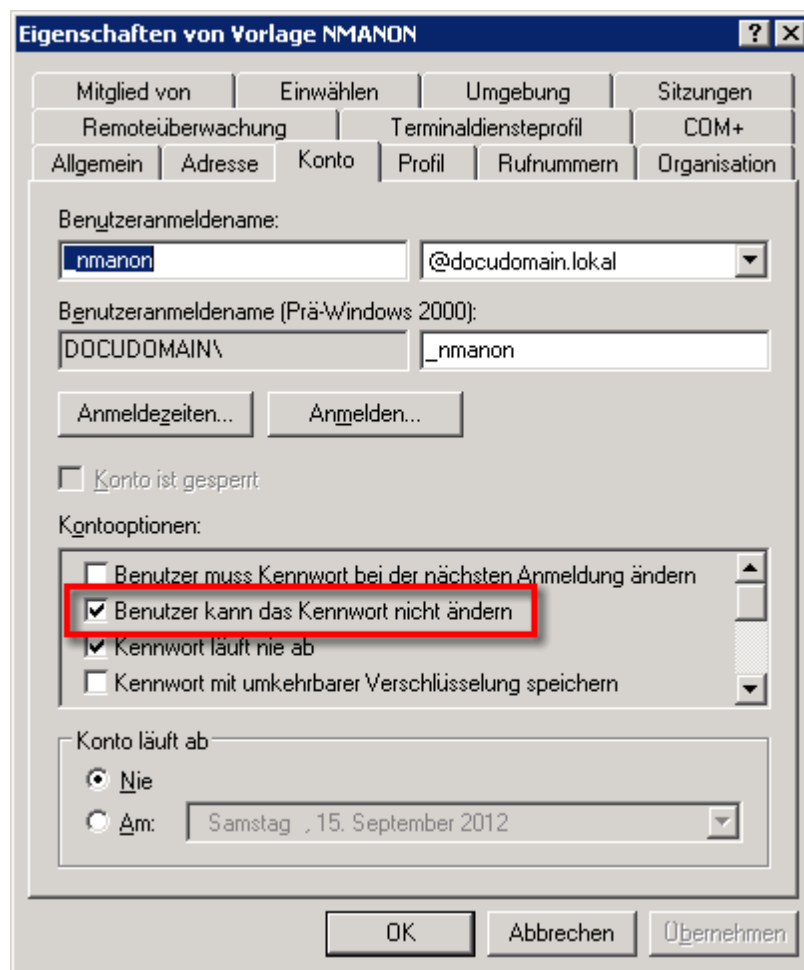 Eigenschaften von Vorlage NMANON
Mitglied von Einwählen Umgebung Sitzungen
Remoteüberwachung Terminaldiensteprofil COM+
Allgemein Adresse Konto Profil Rufnummern Organisation
Benutzeranmeldename:
_nmanon @docudomain.lokal
Benutzeranmeldename (Prä-Windows 2000):
DOCUDOMAIN\ _nmanon
Anmeldezeiten... Anmelden...
Konto ist gesperrt
Kontooptionen:
Benutzer muss Kennwort bei der nächsten Anmeldung ändern
Benutzer kann das Kennwort nicht ändern
Kennwort läuft nie ab
Kennwort mit umkehrbarer Verschlüsselung speichern
Konto läuft ab
Nie
Am: Samstag , 15. September 2012
OK Abbrechen Übernehmen